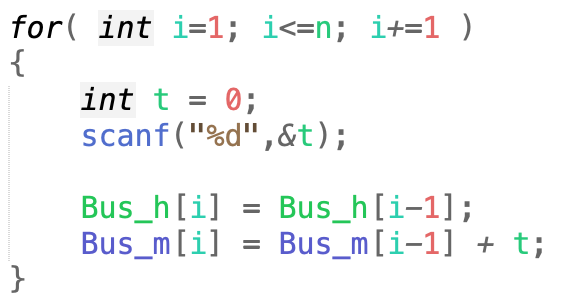 for( int i=1; i<=n; i+=1 )
{
    int t = 0;
    scanf("%d",&t);

    Bus_h[i] = Bus_h[i-1];
    Bus_m[i] = Bus_m[i-1] + t;
}